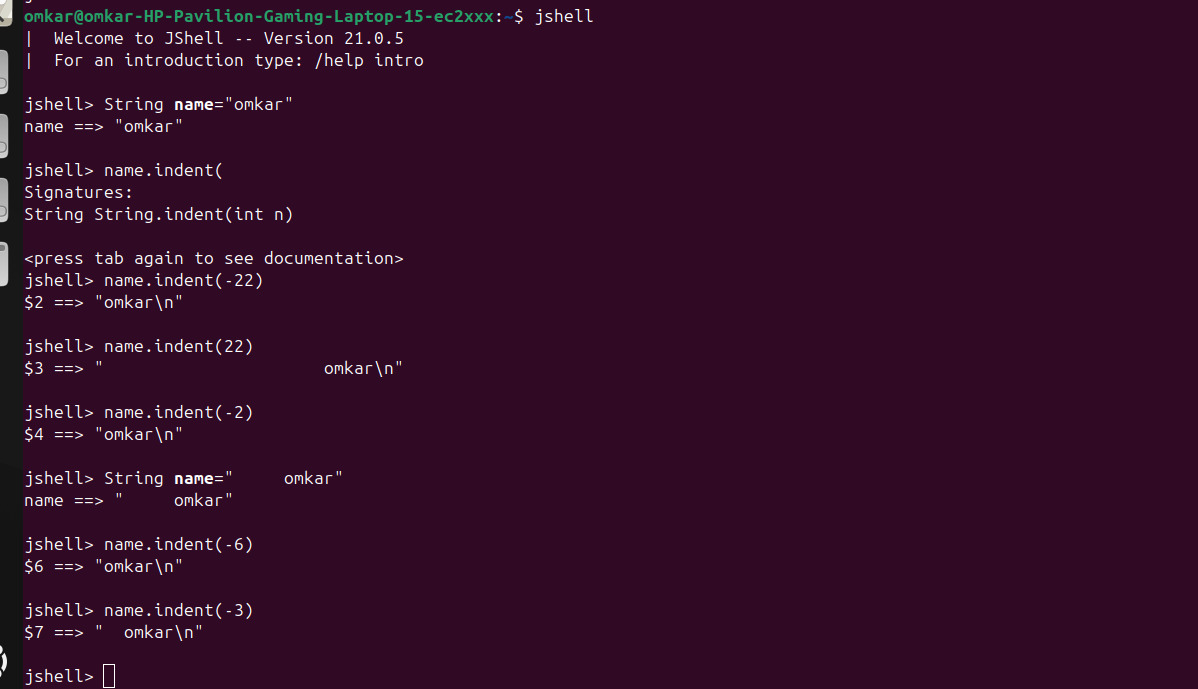 omkar@omkar-HP-Pavilion-Gaming-Laptop-15-ec2xxx:~$ jshell
|  Welcome to JShell -- Version 21.0.5
|  For an introduction type: /help intro

jshell> String name="omkar"
name ==> "omkar"

jshell> name.indent(
Signatures:
String String.indent(int n)

<press tab again to see documentation>
jshell> name.indent(-22)
$2 ==> "omkar\n"

jshell> name.indent(22)
$3 ==> "                      omkar\n"

jshell> name.indent(-2)
$4 ==> "omkar\n"

jshell> String name="     omkar"
name ==> "     omkar"

jshell> name.indent(-6)
$6 ==> "omkar\n"

jshell> name.indent(-3)
$7 ==> "  omkar\n"

jshell>